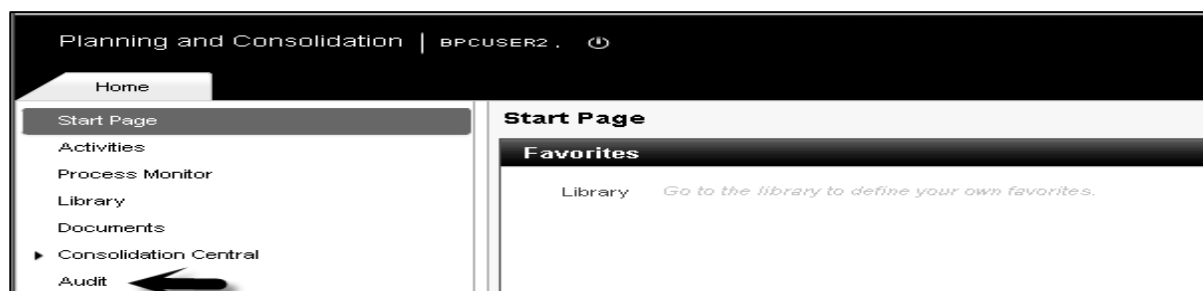 Planning and Consolidation | BPCUSER2 .
Home
Start Page
Activities
Process Monitor
Library
Documents
Consolidation Central
Audit
Start Page
Favorites
Library Go to the library to define your own favorites.